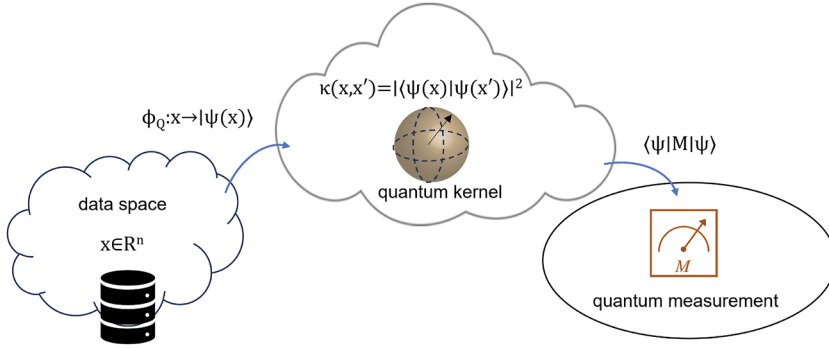 κ(x,x′)=|⟨ψ(x)|ψ(x′)⟩|²
ϕQ:x→|ψ(x)⟩
quantum kernel
⟨ψ|M|ψ⟩
data space
x∈Rⁿ
M
quantum measurement